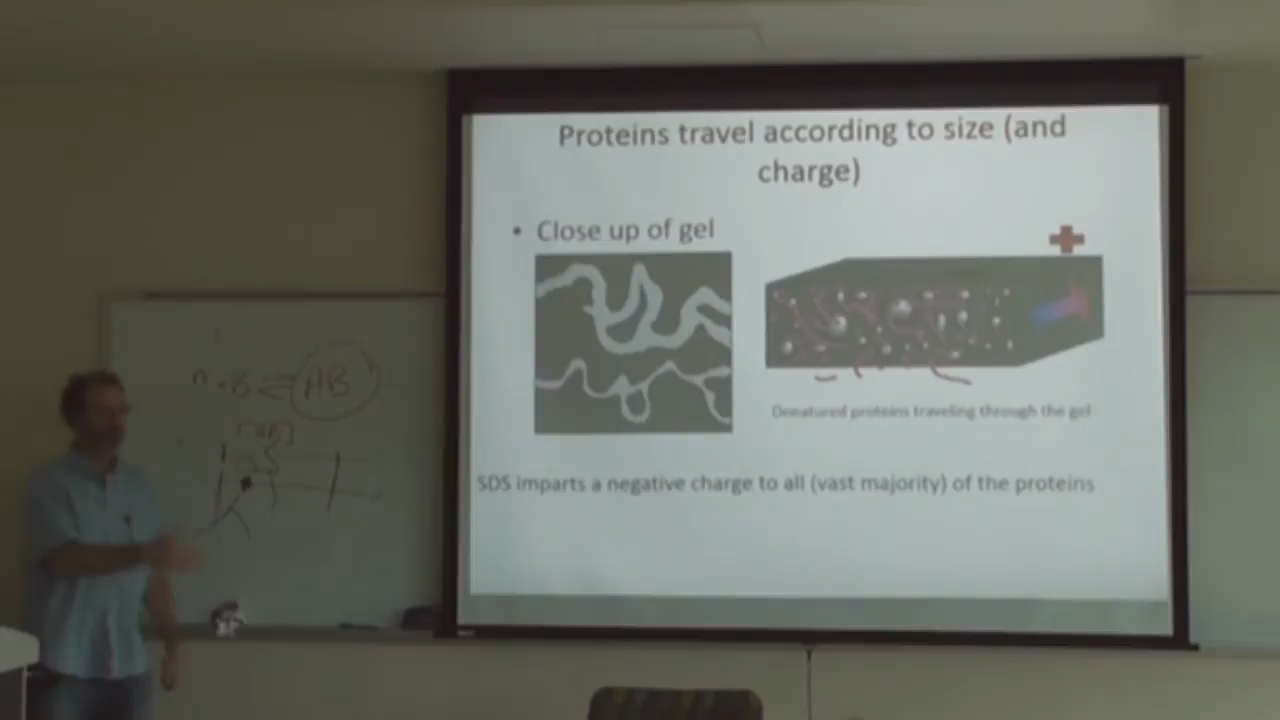 Proteins travel according to size (and
charge)
• Close up of gel
Denatured proteins traveling through the gel
SDS imparts a negative charge to all (vast majority) of the proteins
AB